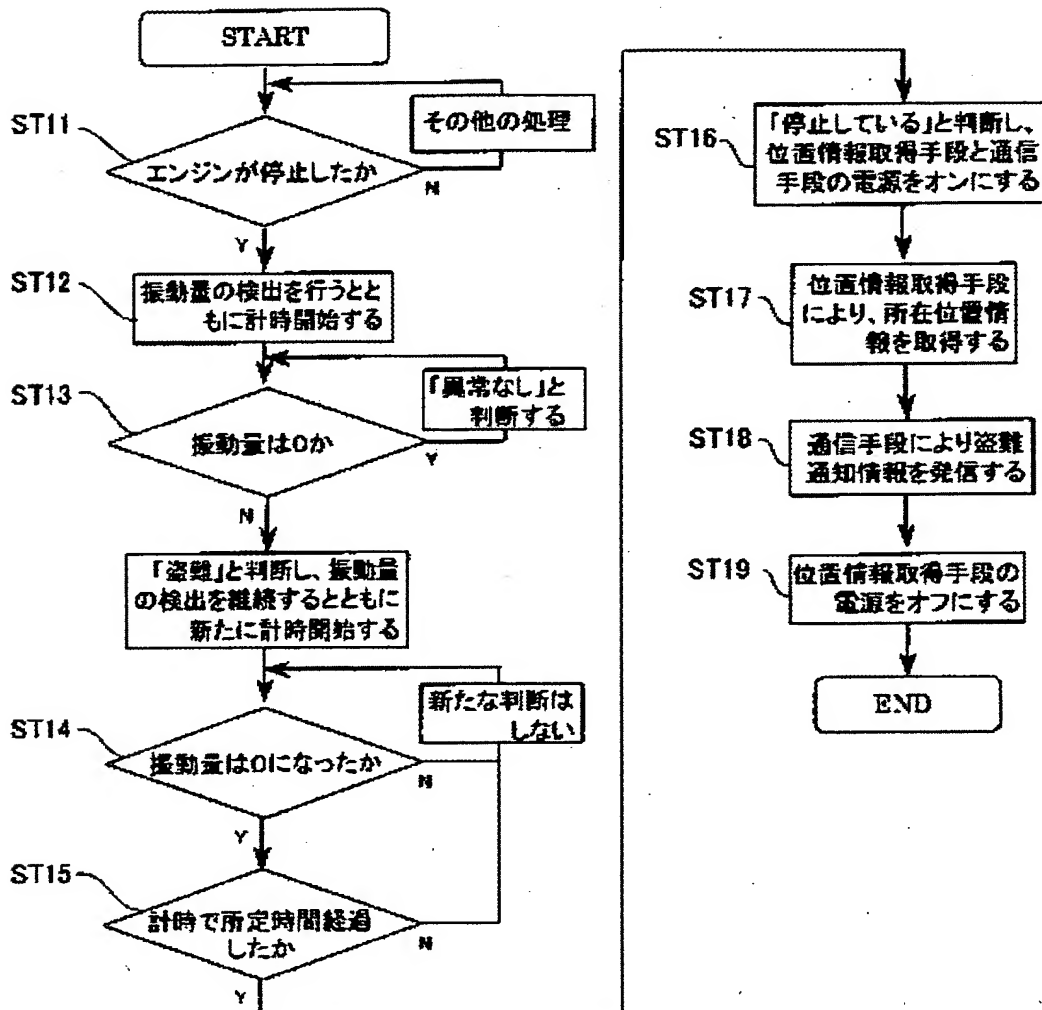 START
その他の処理
ST11
エンジンが停止したか
N
Y
ST12
振動量の検出を行うとと
もに計時開始する
「異常なし」と
判断する
ST13
振動量は0か
Y
N
「盗難」と判断し、振動量
の検出を継続するとともに
新たに計時開始する
新たな判断は
しない
ST14
振動量は0になったか
N
Y
ST15
計時で所定時間経過
したか
N
Y
ST16
「停止している」と判断し、
位置情報取得手段と通信
手段の電源をオンにする
ST17
位置情報取得手段
により、所在位置情
報を取得する
ST18
通信手段により盗難
通知情報を発信する
ST19
位置情報取得手段の
電源をオフにする
END